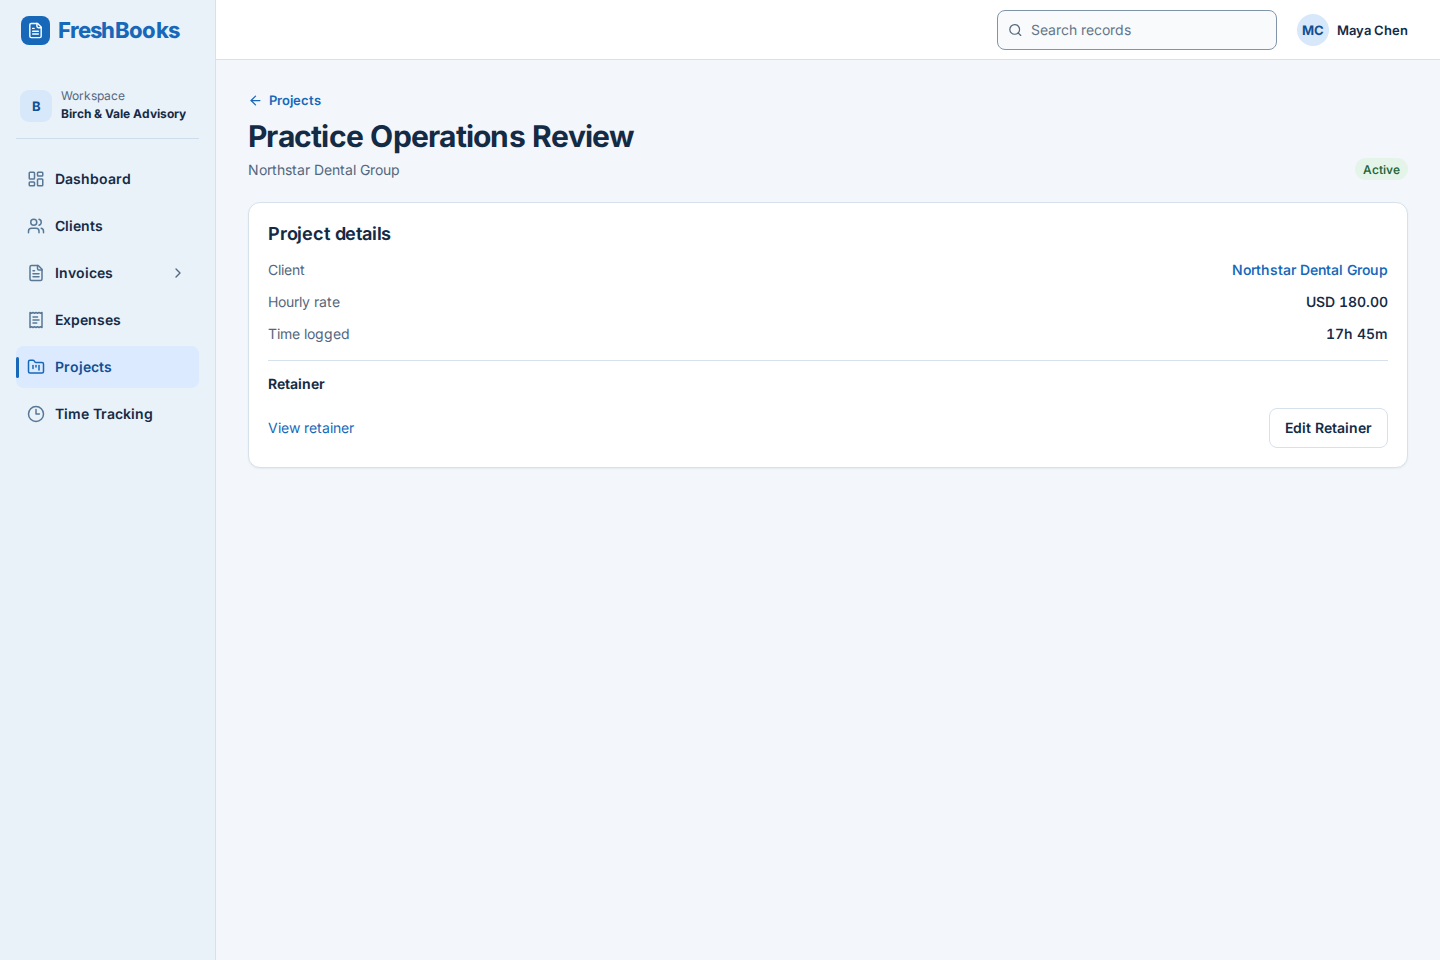 FreshBooks
Search records
MC
Maya Chen
B
Workspace
Birch & Vale Advisory
Dashboard
Clients
Invoices
Expenses
Projects
Time Tracking
Projects
Practice Operations Review
Northstar Dental Group
Active
Project details
Client
Northstar Dental Group
Hourly rate
USD 180.00
Time logged
17h 45m
Retainer
View retainer
Edit Retainer